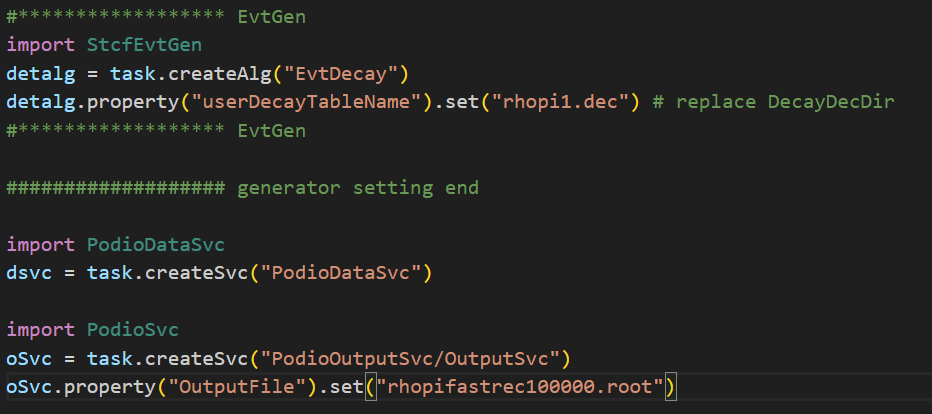 #****************** EvtGen
import StcfEvtGen
detalg = task.createAlg("EvtDecay")
detalg.property("userDecayTableName").set("rhopi1.dec") # replace DecayDecDir
#****************** EvtGen
################### generator setting end
import PodioDataSvc
dsvc = task.createSvc("PodioDataSvc")
import PodioSvc
oSvc = task.createSvc("PodioOutputSvc/OutputSvc")
oSvc.property("OutputFile").set("rhopifastrec100000.root")